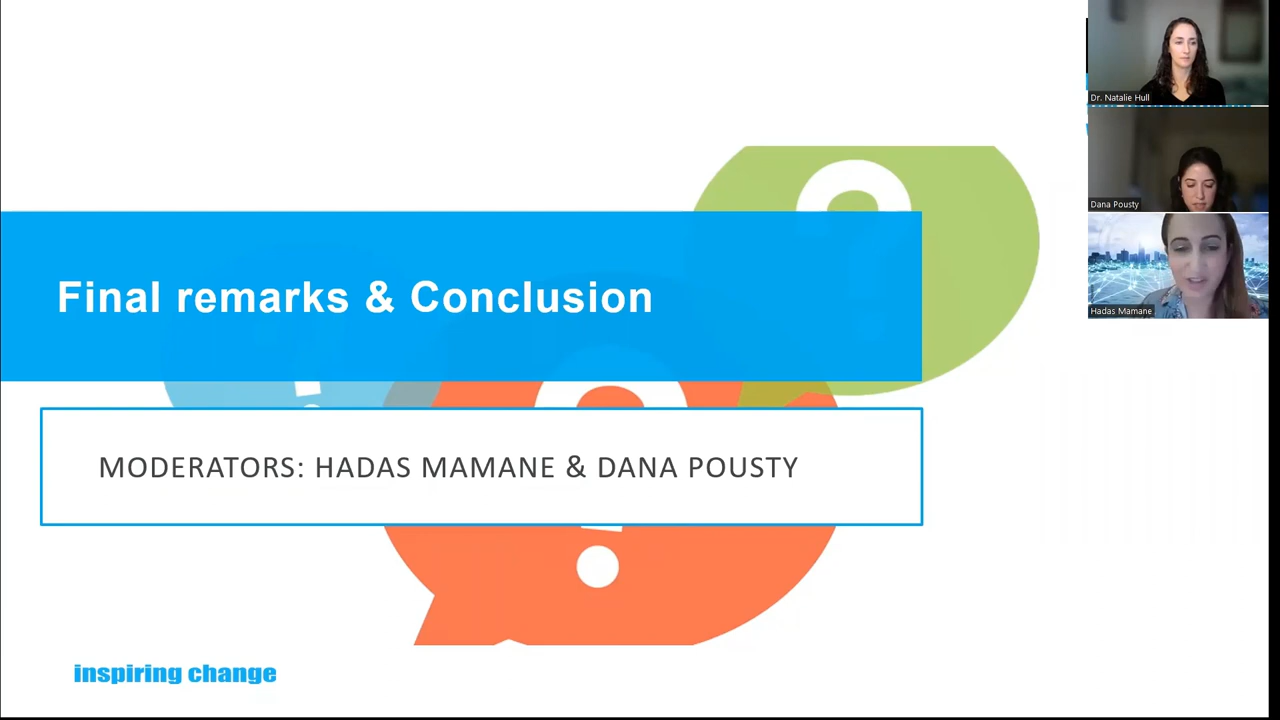 Dr. Natalie Hull
Dana Pousty
Hadas Mamane
Final remarks & Conclusion
MODERATORS: HADAS MAMANE & DANA POUSTY
inspiring change